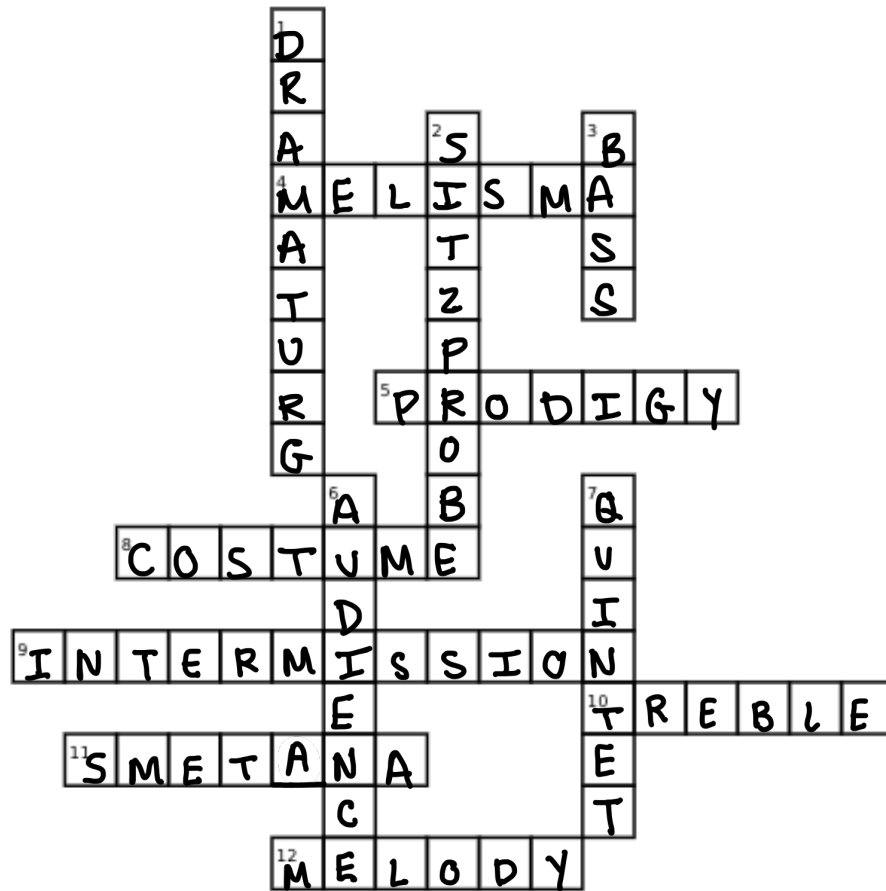 1 DRAMATURG
2 SITZPROBE
3 BASS
4 MELISMA
5 PRODIGY
6 AUDIENCE
7 QUINTET
8 COSTUME
9 INTERMISSION
10 TREBLE
11 SMETANA
12 MELODY